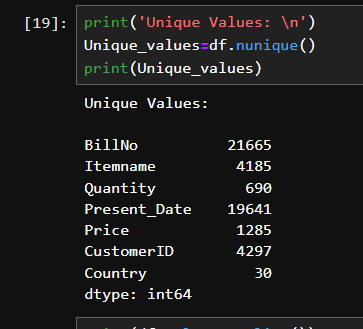 [19]: print('Unique Values: \n')
Unique_values=df.nunique()
print(Unique_values)
Unique Values:
BillNo 21665
Itemname 4185
Quantity 690
Present_Date 19641
Price 1285
CustomerID 4297
Country 30
dtype: int64